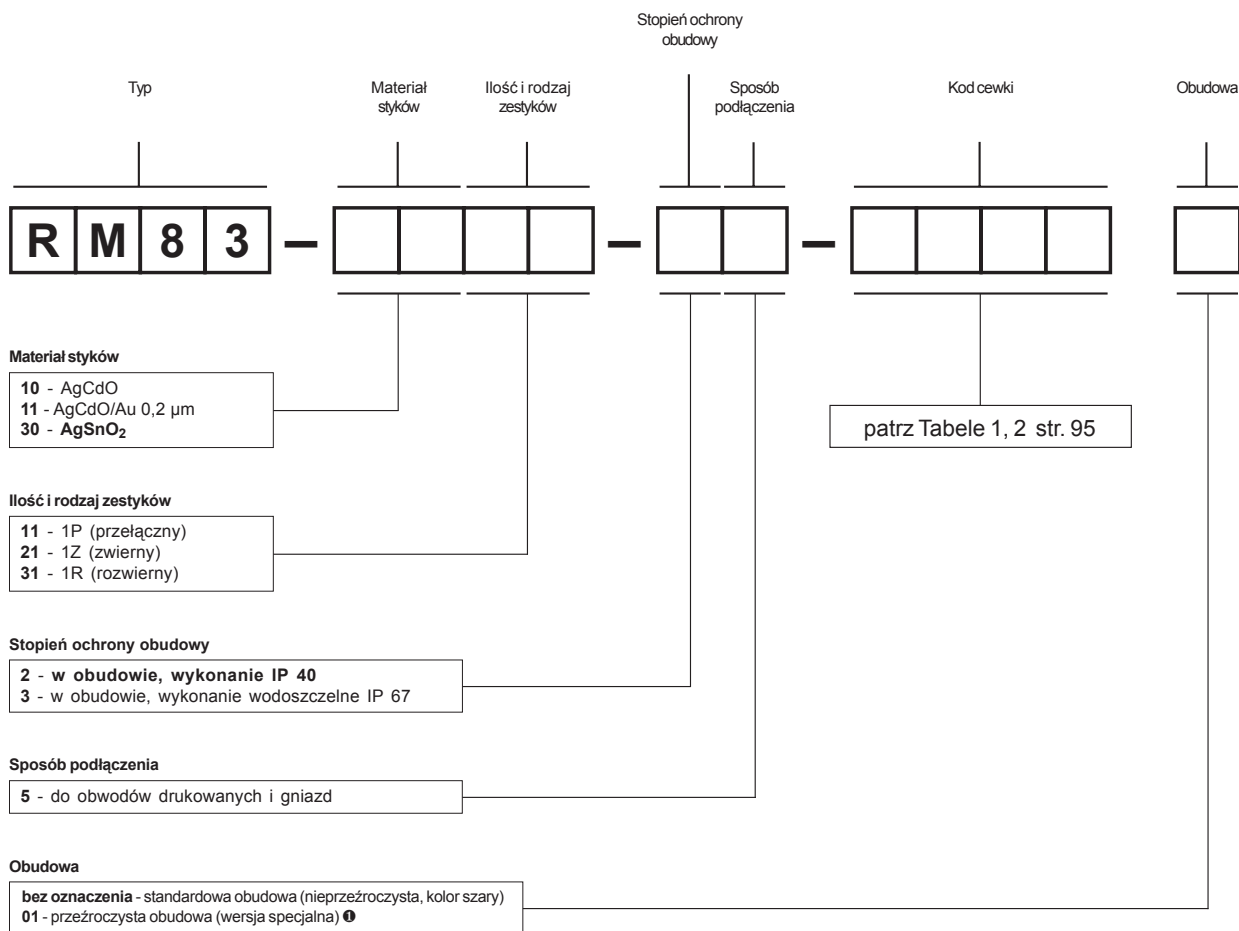 Stopień ochrony
obudowy
Typ
Materiał
styków
Ilość i rodzaj
zestyków
Sposób
podłączenia
Kod cewki
Obudowa
R M 8 3 – –  –
Materiał styków
10 - AgCdO
11 - AgCdO/Au 0,2 µm
30 - AgSnO₂
patrz Tabele 1, 2 str. 95
Ilość i rodzaj zestyków
11 - 1P (przełączny)
21 - 1Z (zwierny)
31 - 1R (rozwierny)
Stopień ochrony obudowy
2 - w obudowie, wykonanie IP 40
3 - w obudowie, wykonanie wodoszczelne IP 67
Sposób podłączenia
5 - do obwodów drukowanych i gniazd
Obudowa
bez oznaczenia - standardowa obudowa (nieprzeźroczysta, kolor szary)
01 - przeźroczysta obudowa (wersja specjalna) ❶